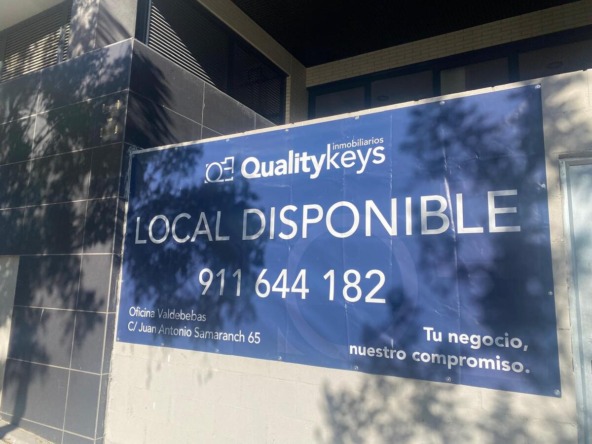 inmobiliarios
Qualitykeys
LOCAL DISPONIBLE
911 644 182
Oficina Valdebebas
C/ Juan Antonio Samaranch 65
Tu negocio,
nuestro compromiso.